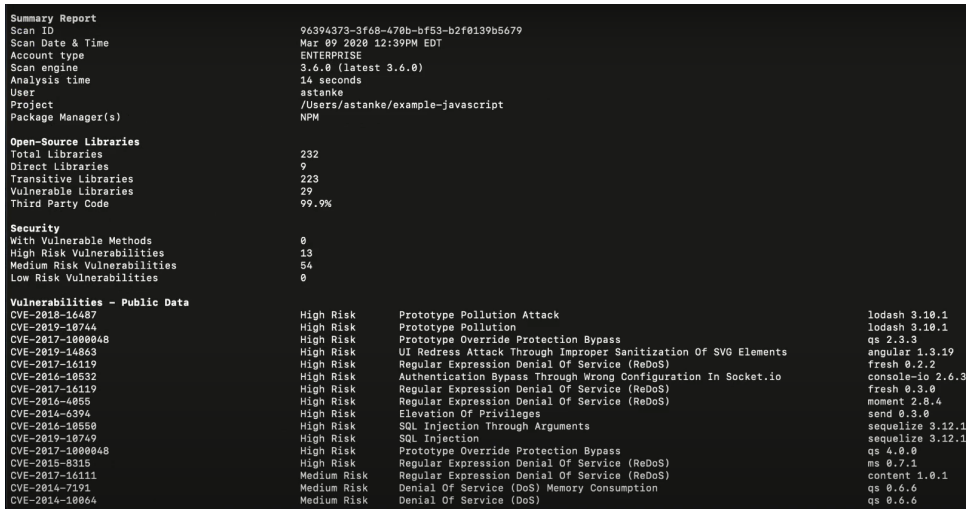 Summary Report
Scan ID 96394373-3f68-470b-bf53-b2f0139b5679
Scan Date & Time Mar 09 2020 12:39PM EDT
Account type ENTERPRISE
Scan engine 3.6.0 (latest 3.6.0)
Analysis time 14 seconds
User astanke
Project /Users/astanke/example-javascript
Package Manager(s) NPM
Open-Source Libraries
Total Libraries 232
Direct Libraries 9
Transitive Libraries 223
Vulnerable Libraries 29
Third Party Code 99.9%
Security
With Vulnerable Methods 0
High Risk Vulnerabilities 13
Medium Risk Vulnerabilities 54
Low Risk Vulnerabilities 0
Vulnerabilities - Public Data
CVE-2018-16487 High Risk Prototype Pollution Attack lodash 3.10.1
CVE-2019-10744 High Risk Prototype Pollution lodash 3.10.1
CVE-2017-1000048 High Risk Prototype Override Protection Bypass qs 2.3.3
CVE-2019-14863 High Risk UI Redress Attack Through Improper Sanitization Of SVG Elements angular 1.3.19
CVE-2017-16119 High Risk Regular Expression Denial Of Service (ReDoS) fresh 0.2.2
CVE-2016-10532 High Risk Authentication Bypass Through Wrong Configuration In Socket.io console-io 2.6.3
CVE-2017-16119 High Risk Regular Expression Denial Of Service (ReDoS) fresh 0.3.0
CVE-2016-4055 High Risk Regular Expression Denial Of Service (ReDoS) moment 2.8.4
CVE-2014-6394 High Risk Elevation Of Privileges send 0.3.0
CVE-2016-10550 High Risk SQL Injection Through Arguments sequelize 3.12.1
CVE-2019-10749 High Risk SQL Injection sequelize 3.12.1
CVE-2017-1000048 High Risk Prototype Override Protection Bypass qs 4.0.0
CVE-2015-8315 High Risk Regular Expression Denial Of Service (ReDoS) ms 0.7.1
CVE-2017-16111 Medium Risk Regular Expression Denial Of Service (ReDoS) content 1.0.1
CVE-2014-7191 Medium Risk Denial Of Service (DoS) Memory Consumption qs 0.6.6
CVE-2014-10064 Medium Risk Denial Of Service (DoS) qs 0.6.6